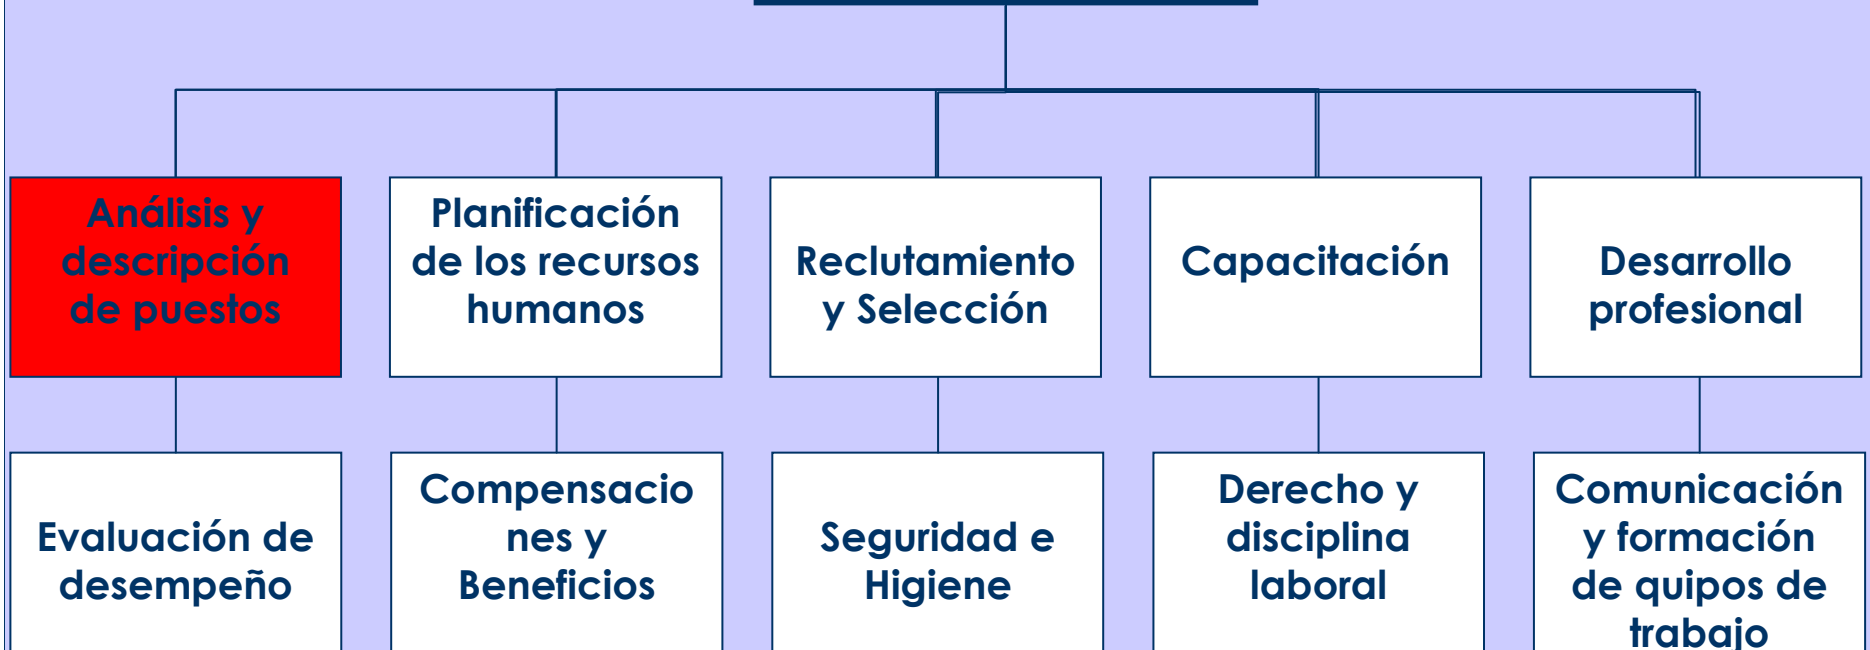 Análisis y
descripción
de puestos
Planificación
de los recursos
humanos
Reclutamiento
y Selección
Capacitación
Desarrollo
profesional
Evaluación de
desempeño
Compensacio
nes y
Beneficios
Seguridad e
Higiene
Derecho y
disciplina
laboral
Comunicación
y formación
de quipos de
trabajo